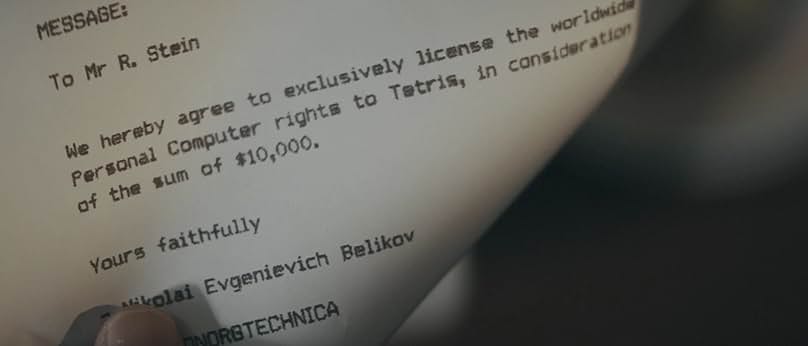 MESSAGE:
To Mr R. Stein
We hereby agree to exclusively license the worldwide
Personal Computer rights to Tetris, in consideration
of the sum of $10,000.
Yours faithfully
Nikolai Evgenievich Belikov
ONORGTECHNICA